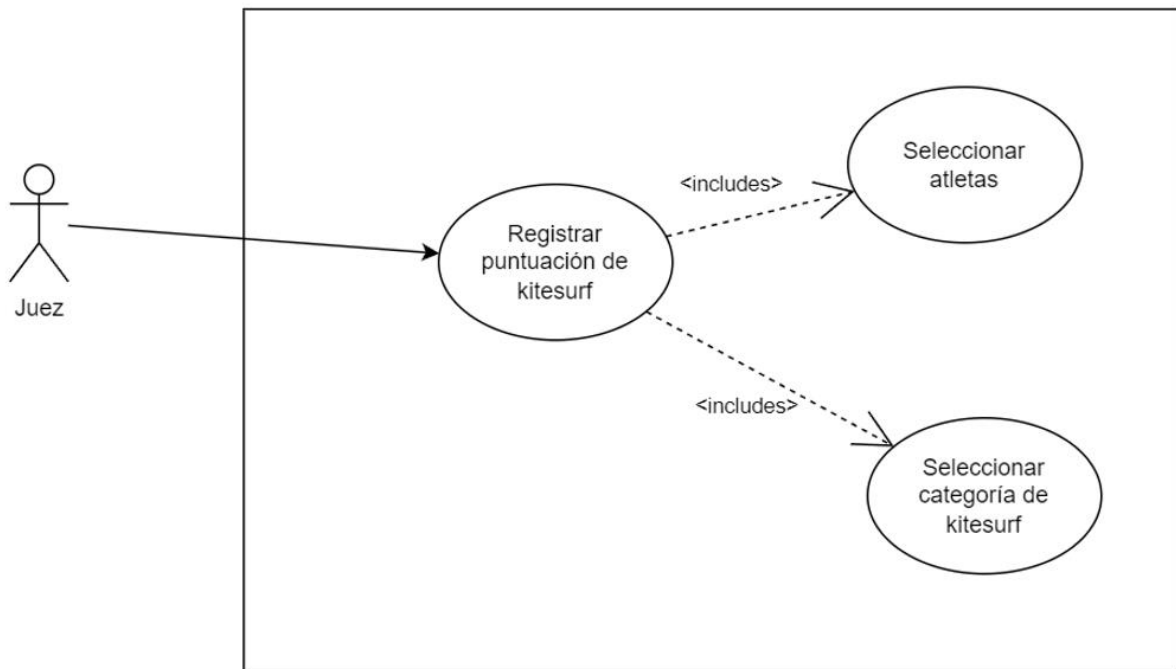 Seleccionar
atletas
<includes>
Registrar
puntuación de
kitesurf
Juez
<includes>
Seleccionar
categoría de
kitesurf